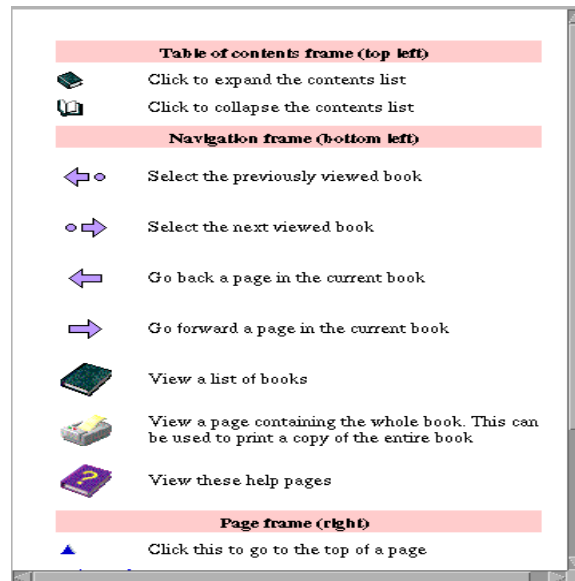 Table of contents frame (top left)
Click to expand the contents list
Click to collapse the contents list
Navigation frame (bottom left)
Select the previously viewed book
Select the next viewed book
Go back a page in the current book
Go forward a page in the current book
View a list of books
View a page containing the whole book. This can
be used to print a copy of the entire book
?
View these help pages
Page frame (right)
Click this to go to the top of a page